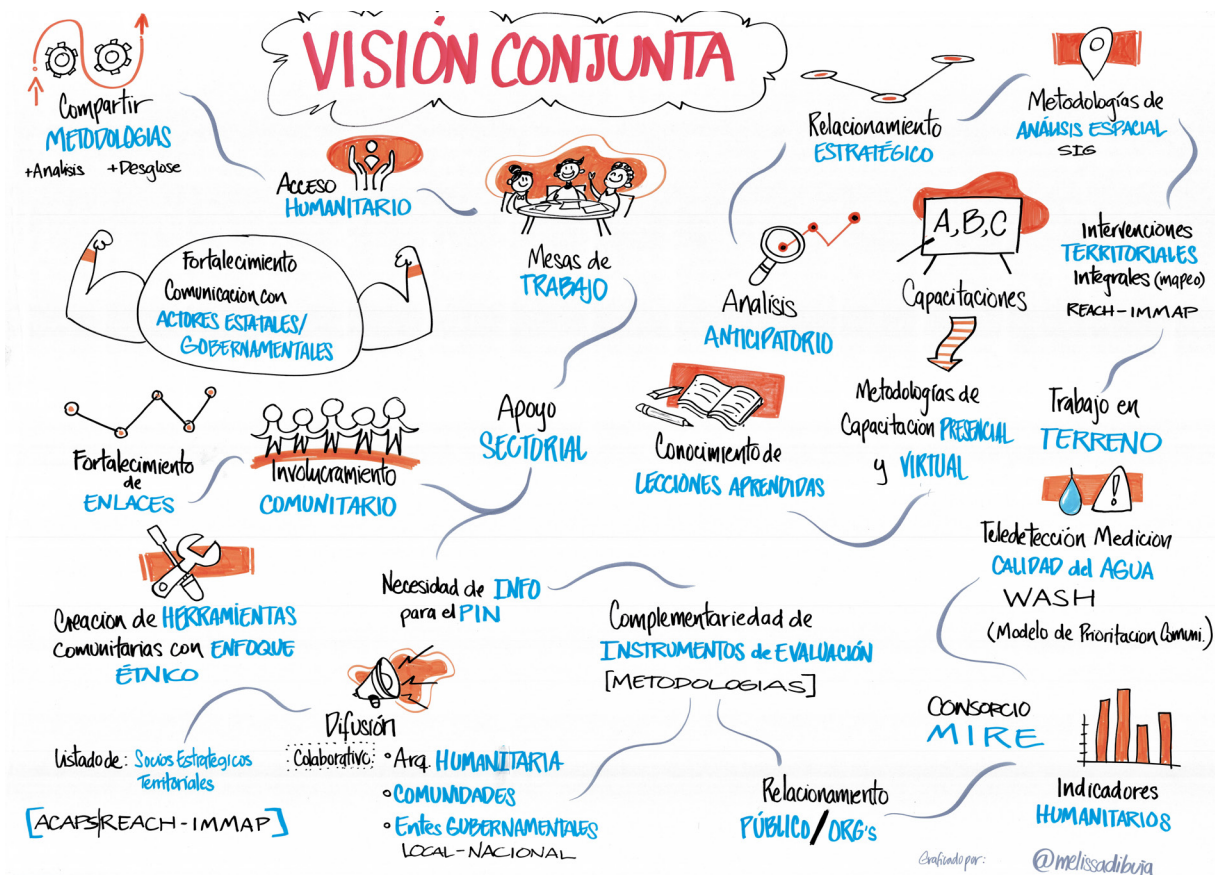 VISIÓN CONJUNTA
Compartir
METODOLOGIAS
+Analisis +Desglose
ACCESO
HUMANITARIO
Mesas de
TRABAJO
Relacionamiento
ESTRATÉGICO
Metodologías de
ANÁLISIS ESPACIAL
SIG
Fortalecimiento
Comunicacion con
ACTORES ESTATALES/
GOBERNAMENTALES
Analisis
ANTICIPATORIO
A,B,C
Capacitaciones
Intervenciones
TERRITORIALES
Integrales (mapeo)
REACH-IMMAP
Fortalecimiento
de
ENLACES
Involucramiento
COMUNITARIO
Apoyo
SECTORIAL
Conocimiento de
LECCIONES APRENDIDAS
Metodologías de
Capacitacion PRESENCIAL
y VIRTUAL
Trabajo en
TERRENO
Creacion de HERRAMIENTAS
comunitarias con ENFOQUE
ÉTNICO
Necesidad de INFO
para el PIN
Complementariedad de
INSTRUMENTOS de EVALUACIÓN
[METODOLOGIAS]
Teledetección Medicion
CALIDAD del AGUA
WASH
(Modelo de Prioritacion Comuni.)
Listado de: Socios Estrategicos
Territoriales
[ACAPS/REACH-IMMAP]
Difusión
Colaborativo: • Arq. HUMANITARIA
• COMUNIDADES
• Entes GUBERNAMENTALES
LOCAL-NACIONAL
Relacionamiento
PÚBLICO/ORG's
CONSORCIO
MIRE
Indicadores
HUMANITARIOS
Graficado por: @melissadibuja